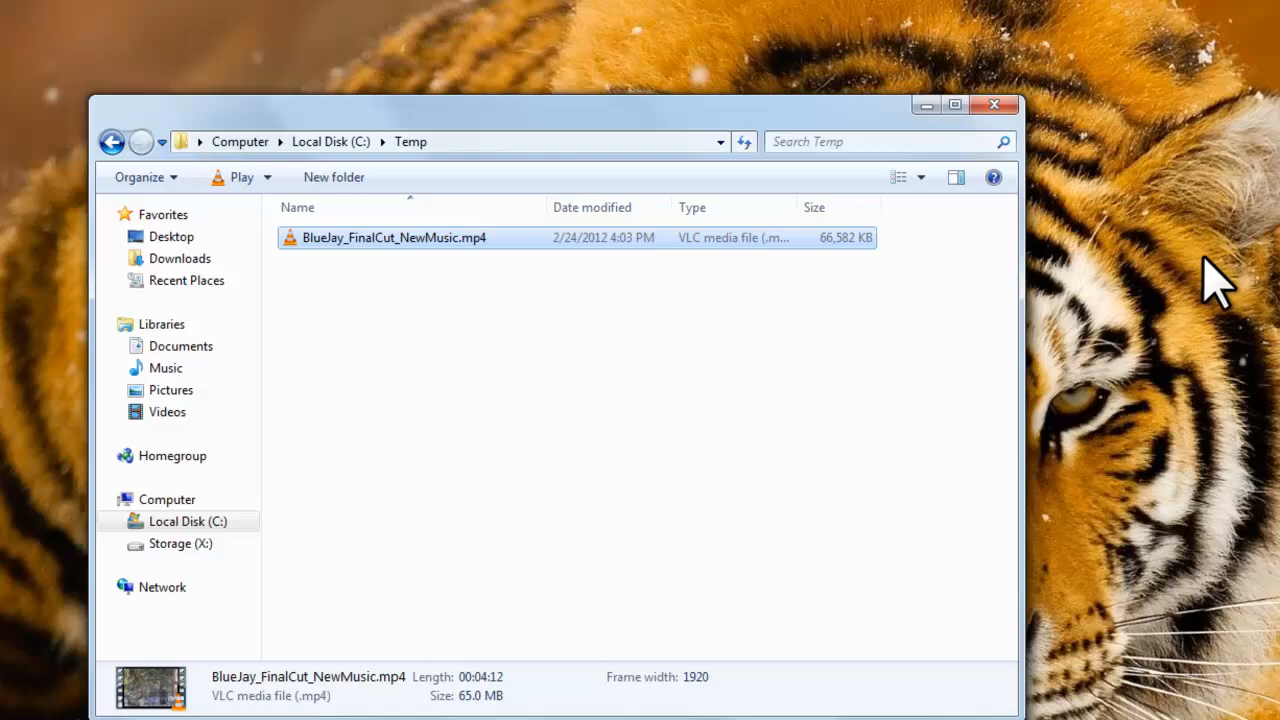 Computer Local Disk (C:) Temp
Search Temp
Organize Play New folder
Name Date modified Type Size
BlueJay_FinalCut_NewMusic.mp4 2/24/2012 4:03 PM VLC media file (.m... 66,582 KB
Favorites
Desktop
Downloads
Recent Places
Libraries
Documents
Music
Pictures
Videos
Homegroup
Computer
Local Disk (C:)
Storage (X:)
Network
BlueJay_FinalCut_NewMusic.mp4 Length: 00:04:12 Frame width: 1920
VLC media file (.mp4) Size: 65.0 MB